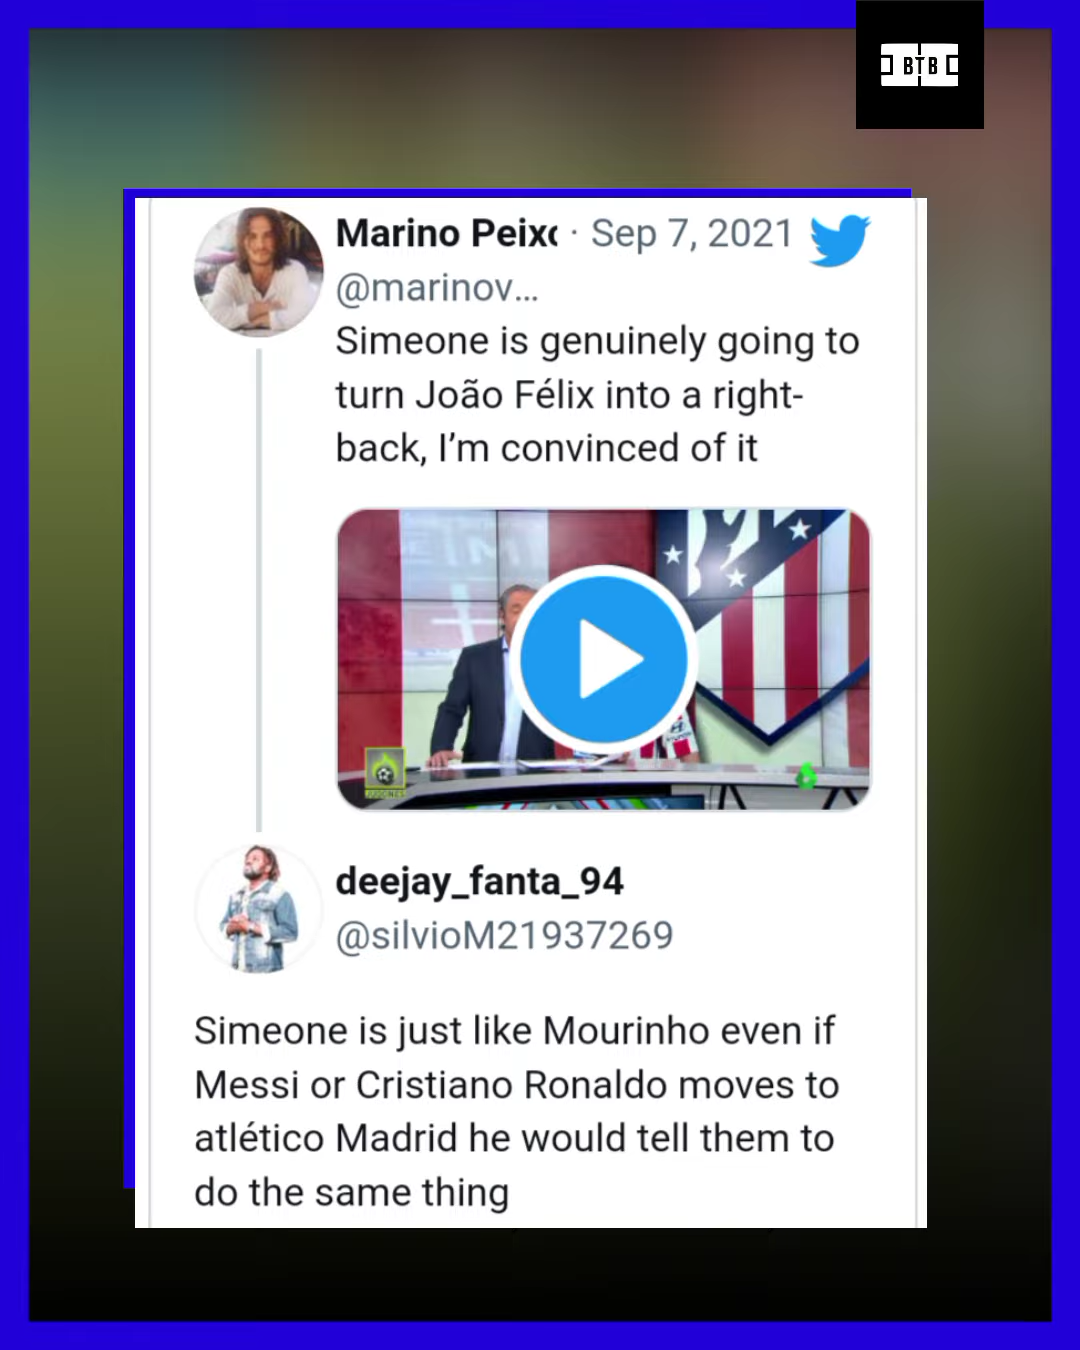 BTB
Marino Peixo · Sep 7, 2021
@marinov...
Simeone is genuinely going to
turn João Félix into a right-
back, I’m convinced of it
JUGONES
deejay_fanta_94
@silvioM21937269
Simeone is just like Mourinho even if
Messi or Cristiano Ronaldo moves to
atlético Madrid he would tell them to
do the same thing